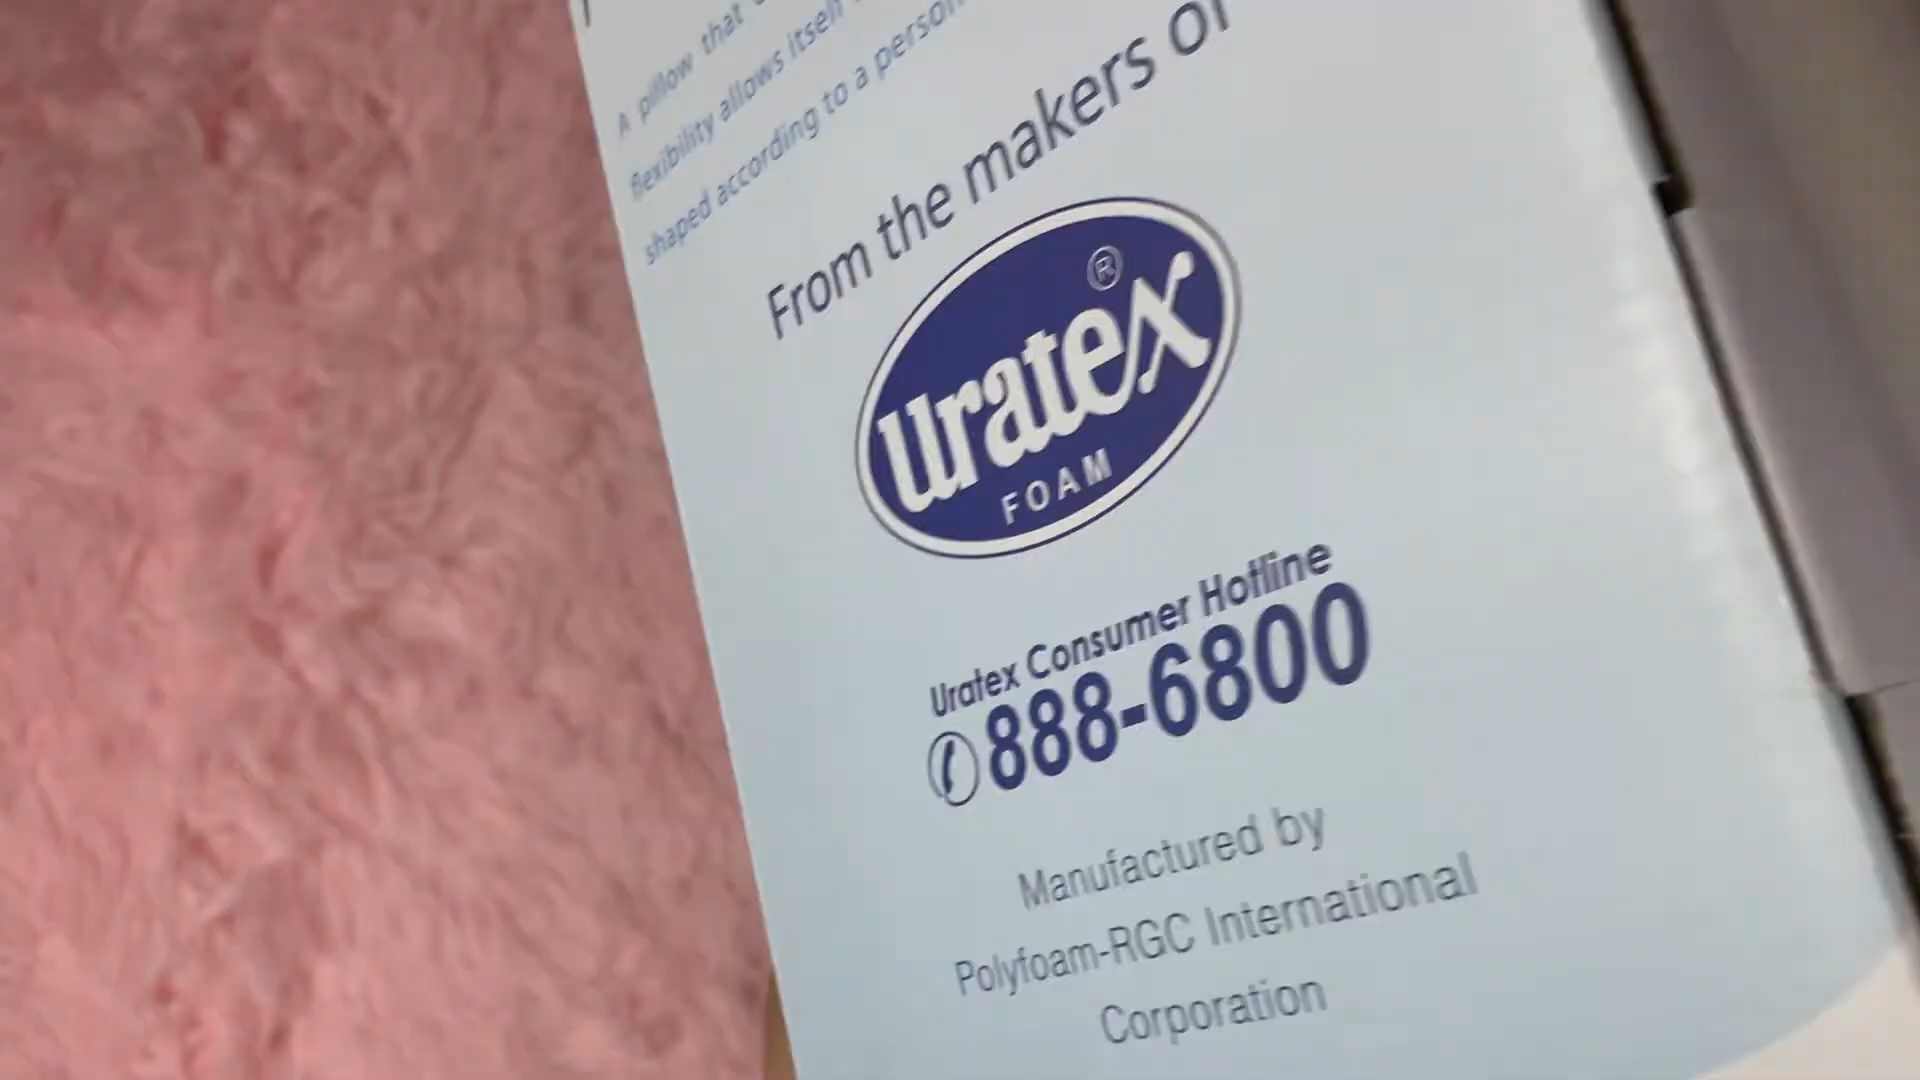 A pillow that
flexibility allows itself
shaped according to a person
From the makers of
uratex®
FOAM
Uratex Consumer Hotline
888-6800
Manufactured by
Polyfoam-RGC International
Corporation